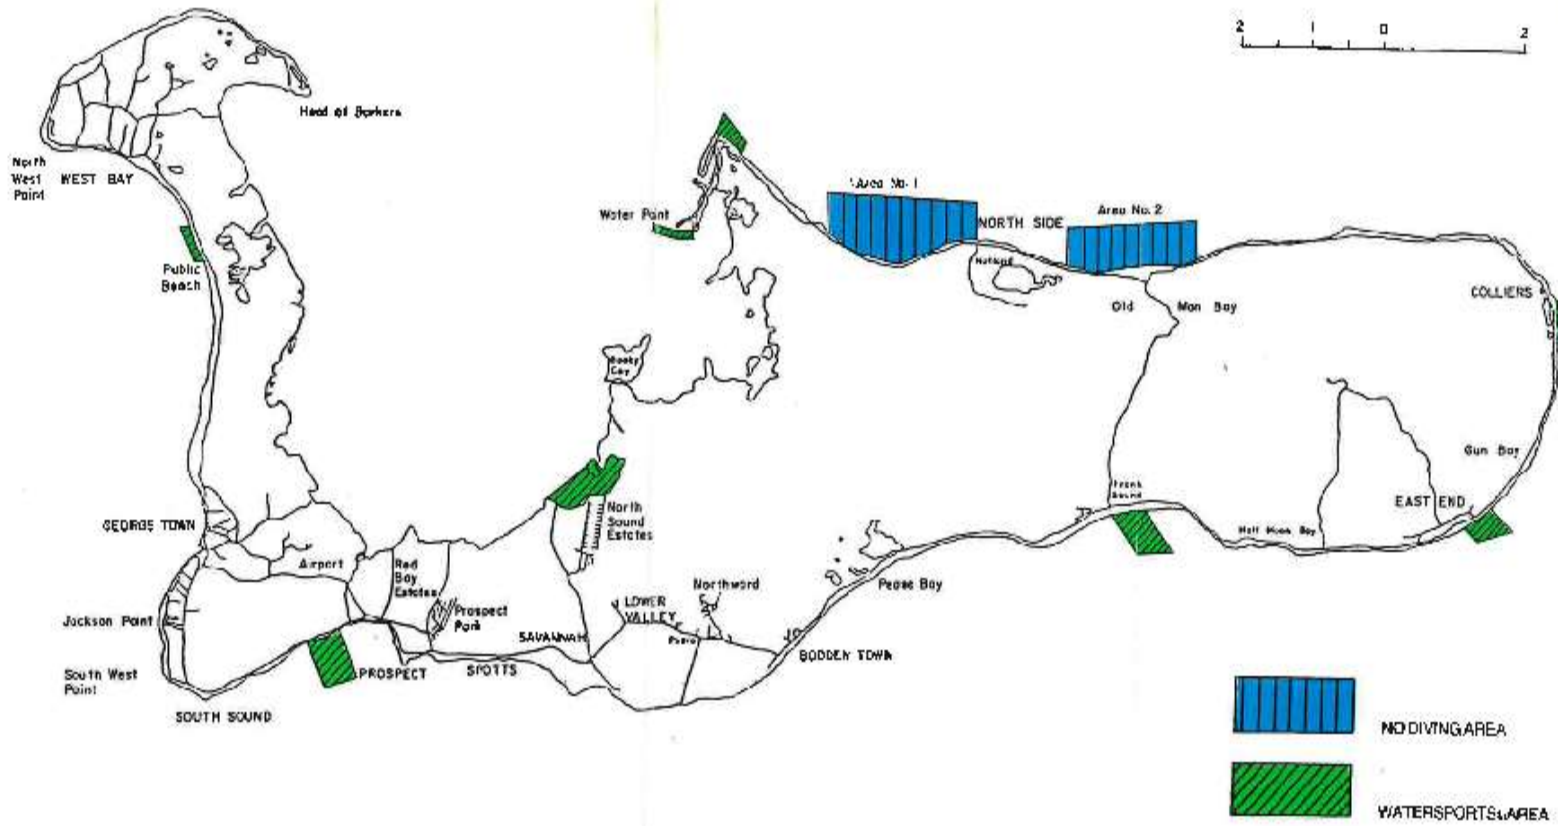 2 1 0 2
Head of Barkers
North
West
Point
WEST BAY
Public
Beach
Water Point
Area No. 1
NORTH SIDE
Area No. 2
Old Man Bay
COLLIERS
Booby
Cay
Gun Bay
EAST END
Frank
Sound
Half Moon Bay
GEORGE TOWN
North
Sound
Estates
Airport
Red
Bay
Estates
Prospect
Park
Jackson Point
LOWER
VALLEY
Northward
Pease Bay
SAVANNAH
BODDEN TOWN
South West
Point
PROSPECT
SPOTTS
SOUTH SOUND
NO DIVING AREA
WATERSPORTS AREA